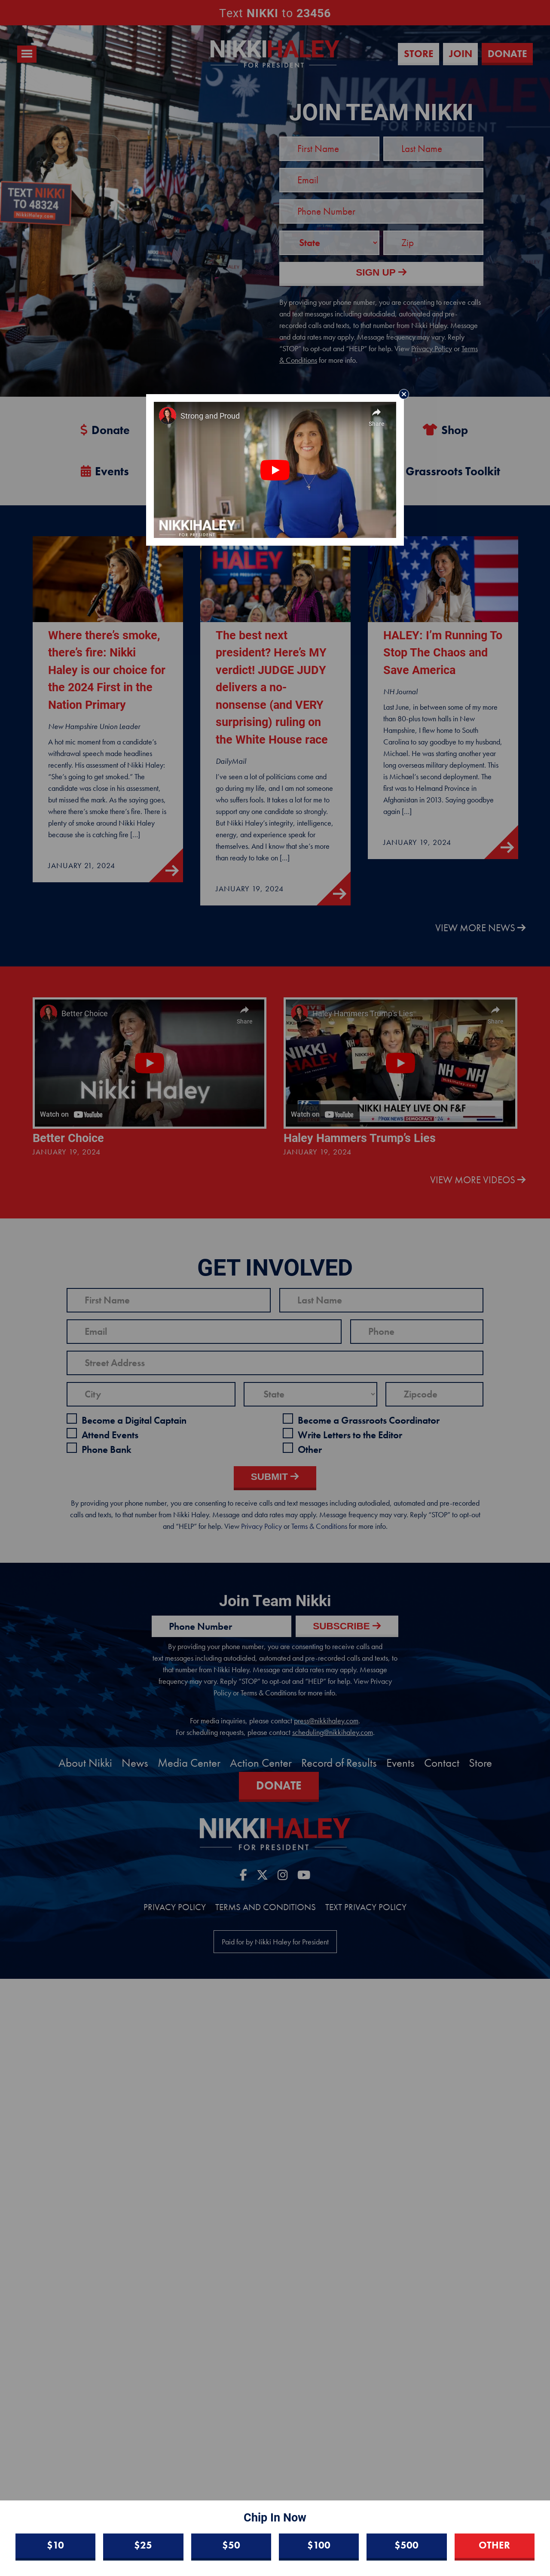 Text NIKKI to 23456
NIKKIHALEY
FOR PRESIDENT
STORE JOIN DONATE
TEXT NIKKI
TO 48324
NikkiHaley.com
JOIN TEAM NIKKI
First Name Last Name
Email
Phone Number
State Zip
SIGN UP
By providing your phone number, you are consenting to receive calls
and text messages including autodialed, automated and pre-
recorded calls and texts, to that number from Nikki Haley. Message
and data rates may apply. Message frequency may vary. Reply
“STOP” to opt-out and “HELP” for help. View Privacy Policy or Terms
& Conditions for more info.
Donate
Shop
Events
Grassroots Toolkit
Strong and Proud
Share
NIKKIHALEY
FOR PRESIDENT
Where there’s smoke,
there’s fire: Nikki
Haley is our choice for
the 2024 First in the
Nation Primary
New Hampshire Union Leader
A hot mic moment from a candidate’s
withdrawal speech made headlines
recently. His assessment of Nikki Haley:
“She’s going to get smoked.” The
candidate was close in his assessment,
but missed the mark. As the saying goes,
where there’s smoke there’s fire. There is
plenty of smoke around Nikki Haley
because she is catching fire [...]
JANUARY 21, 2024
The best next
president? Here’s MY
verdict! JUDGE JUDY
delivers a no-
nonsense (and VERY
surprising) ruling on
the White House race
DailyMail
I’ve seen a lot of politicians come and
go during my life, and I am not someone
who suffers fools. It takes a lot for me to
support any one candidate so strongly.
But Nikki Haley’s integrity, intelligence,
energy, and experience speak for
themselves. And I know that she’s more
than ready to take on [...]
JANUARY 19, 2024
HALEY: I’m Running To
Stop The Chaos and
Save America
NHJournal
Last June, in between some of my more
than 80-plus town halls in New
Hampshire, I flew home to South
Carolina to say goodbye to my husband,
Michael. He was starting another year
long overseas military deployment. This
is Michael’s second deployment. The
first was to Helmand Province in
Afghanistan in 2013. Saying goodbye
again [...]
JANUARY 19, 2024
VIEW MORE NEWS
Better Choice
Share
Nikki Haley
Watch on YouTube
Better Choice
JANUARY 19, 2024
Haley Hammers Trump's Lies
Share
NIKKI HALEY LIVE ON F&F
Watch on YouTube
Haley Hammers Trump’s Lies
JANUARY 19, 2024
VIEW MORE VIDEOS
GET INVOLVED
First Name Last Name
Email Phone
Street Address
City State Zipcode
Become a Digital Captain Become a Grassroots Coordinator
Attend Events Write Letters to the Editor
Phone Bank Other
SUBMIT
By providing your phone number, you are consenting to receive calls and text messages including autodialed, automated and pre-recorded
calls and texts, to that number from Nikki Haley. Message and data rates may apply. Message frequency may vary. Reply “STOP” to opt-out
and “HELP” for help. View Privacy Policy or Terms & Conditions for more info.
Join Team Nikki
Phone Number SUBSCRIBE
By providing your phone number, you are consenting to receive calls and
text messages including autodialed, automated and pre-recorded calls and texts, to
that number from Nikki Haley. Message and data rates may apply. Message
frequency may vary. Reply “STOP” to opt-out and “HELP” for help. View Privacy
Policy or Terms & Conditions for more info.
For media inquiries, please contact press@nikkihaley.com.
For scheduling requests, please contact scheduling@nikkihaley.com.
About Nikki News Media Center Action Center Record of Results Events Contact Store
DONATE
NIKKIHALEY
FOR PRESIDENT
PRIVACY POLICY TERMS AND CONDITIONS TEXT PRIVACY POLICY
Paid for by Nikki Haley for President
Chip In Now
$10 $25 $50 $100 $500 OTHER